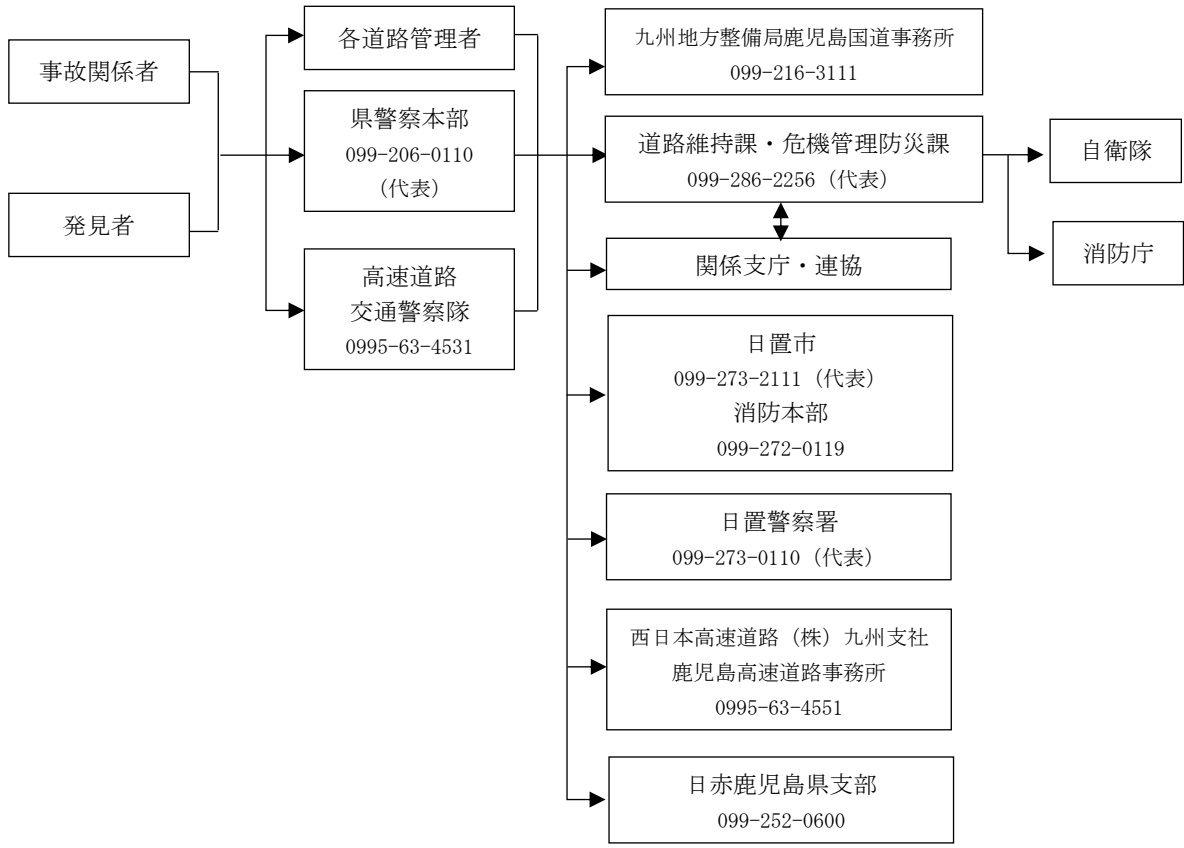 事故関係者
発見者
各道路管理者
県警察本部
099-206-0110
(代表)
高速道路
交通警察隊
0995-63-4531
九州地方整備局鹿児島国道事務所
099-216-3111
道路維持課・危機管理防災課
099-286-2256（代表）
関係支庁・連協
日置市
099-273-2111（代表）
消防本部
099-272-0119
日置警察署
099-273-0110（代表）
西日本高速道路（株）九州支社
鹿児島高速道路事務所
0995-63-4551
日赤鹿児島県支部
099-252-0600
自衛隊
消防庁